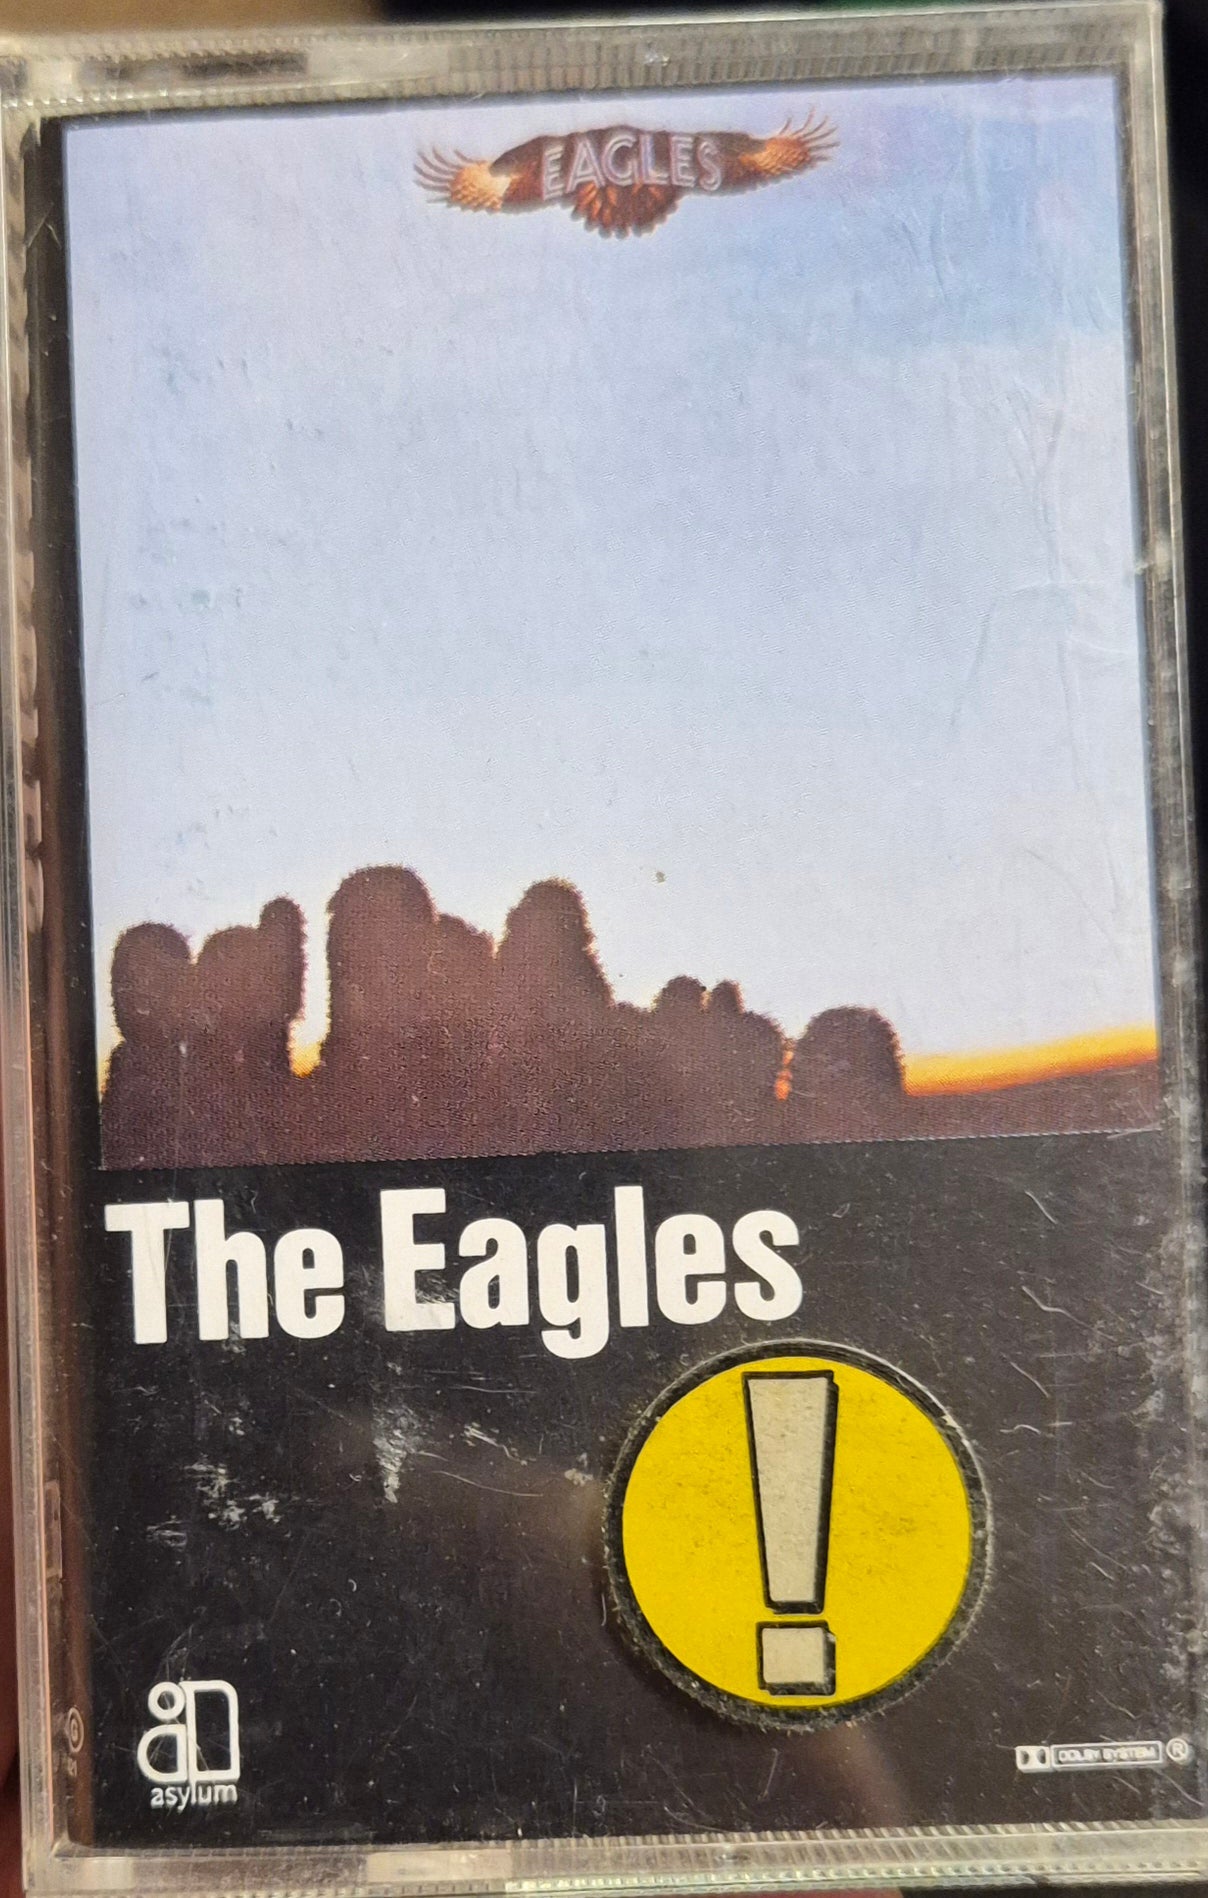 EAGLES
The Eagles
!
asylum
DOLBY SYSTEM ®